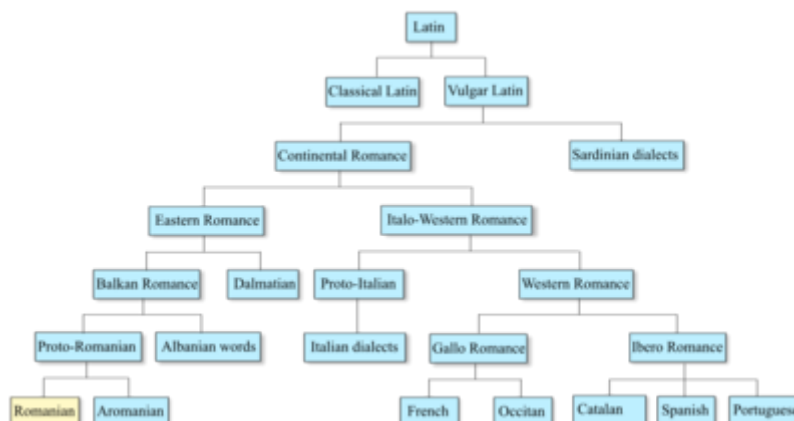 Latin
Classical Latin
Vulgar Latin
Continental Romance
Sardinian dialects
Eastern Romance
Italo-Western Romance
Balkan Romance
Dalmatian
Proto-Italian
Western Romance
Proto-Romanian
Albanian words
Italian dialects
Gallo Romance
Ibero Romance
Romanian
Aromanian
French
Occitan
Catalan
Spanish
Portuguese